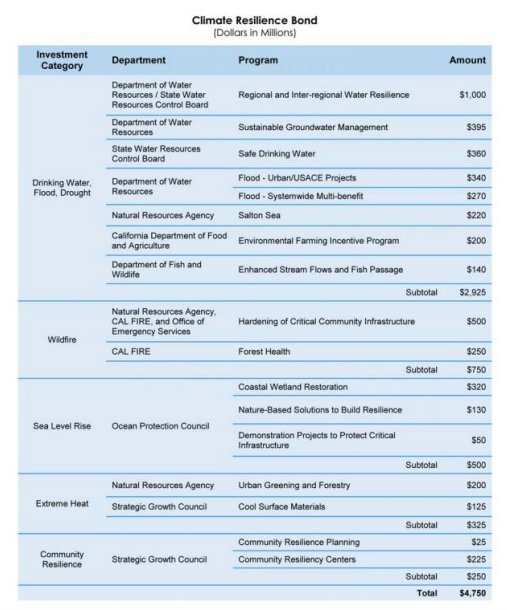 Climate Resilience Bond
(Dollars in Millions)
Investment Category Department Program Amount
Drinking Water, Flood, Drought
Department of Water Resources / State Water Resources Control Board Regional and Inter-regional Water Resilience $1,000
Department of Water Resources Sustainable Groundwater Management $395
State Water Resources Control Board Safe Drinking Water $360
Department of Water Resources Flood - Urban/USACE Projects $340
Flood - Systemwide Multi-benefit $270
Natural Resources Agency Salton Sea $220
California Department of Food and Agriculture Environmental Farming Incentive Program $200
Department of Fish and Wildlife Enhanced Stream Flows and Fish Passage $140
Subtotal $2,925
Wildfire
Natural Resources Agency, CAL FIRE, and Office of Emergency Services Hardening of Critical Community Infrastructure $500
CAL FIRE Forest Health $250
Subtotal $750
Sea Level Rise Ocean Protection Council
Coastal Wetland Restoration $320
Nature-Based Solutions to Build Resilience $130
Demonstration Projects to Protect Critical Infrastructure $50
Subtotal $500
Extreme Heat
Natural Resources Agency Urban Greening and Forestry $200
Strategic Growth Council Cool Surface Materials $125
Subtotal $325
Community Resilience Strategic Growth Council
Community Resilience Planning $25
Community Resiliency Centers $225
Subtotal $250
Total $4,750